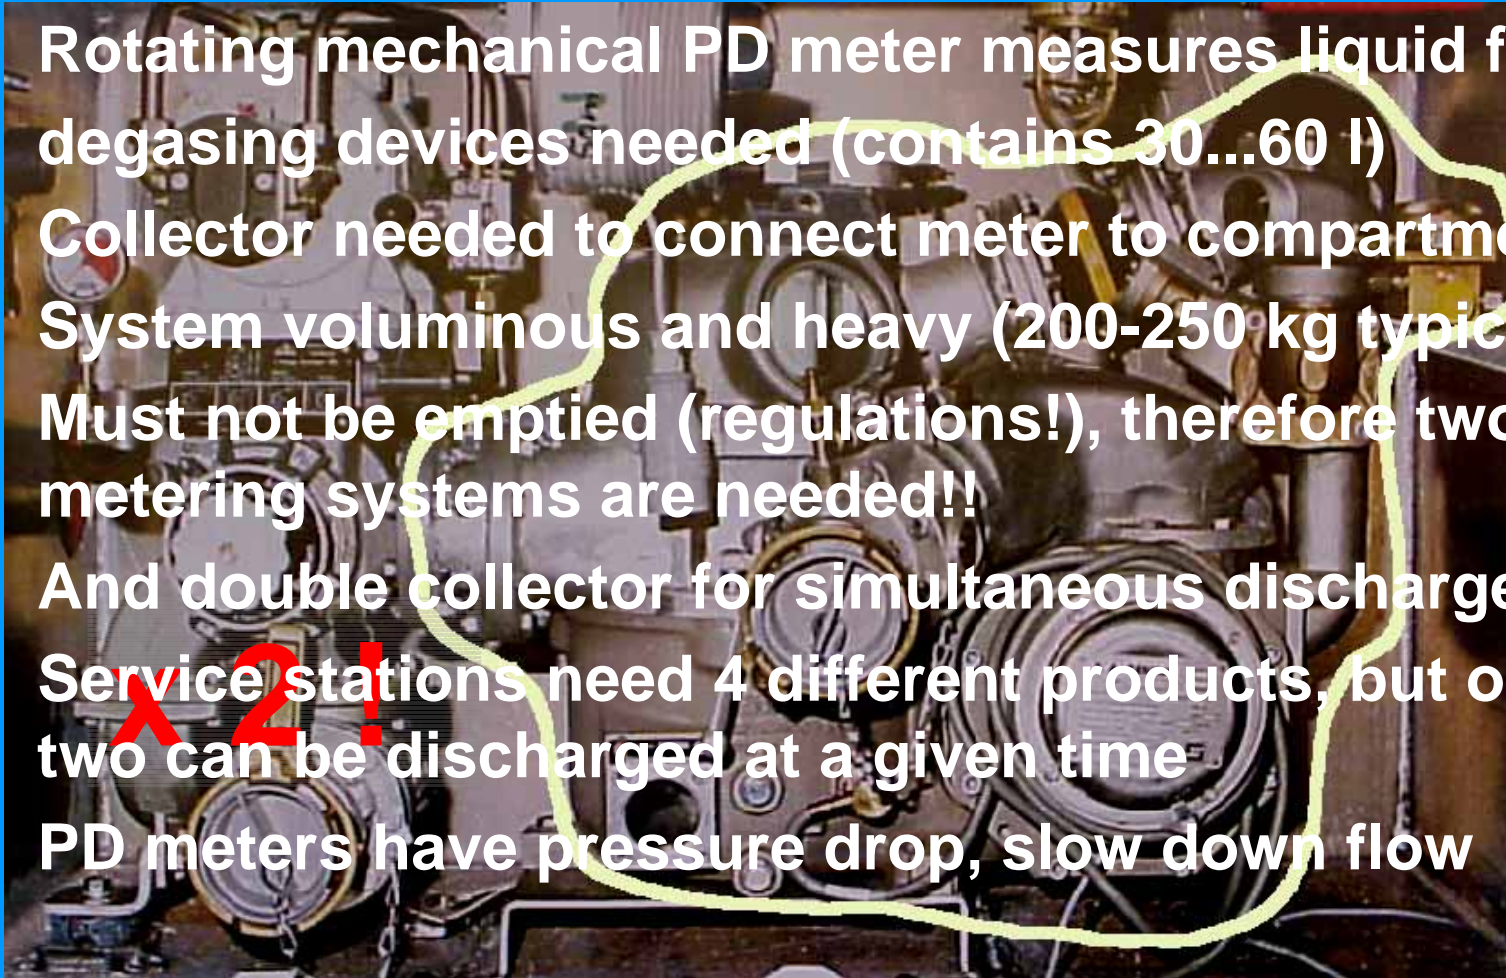 Rotating mechanical PD meter measures liquid f
degasing devices needed (contains 30...60 l)
Collector needed to connect meter to compartme
System voluminous and heavy (200-250 kg typic
Must not be emptied (regulations!), therefore two
metering systems are needed!!
And double collector for simultaneous discharge
Service stations need 4 different products, but o
x 2 !
two can be discharged at a given time
PD meters have pressure drop, slow down flow